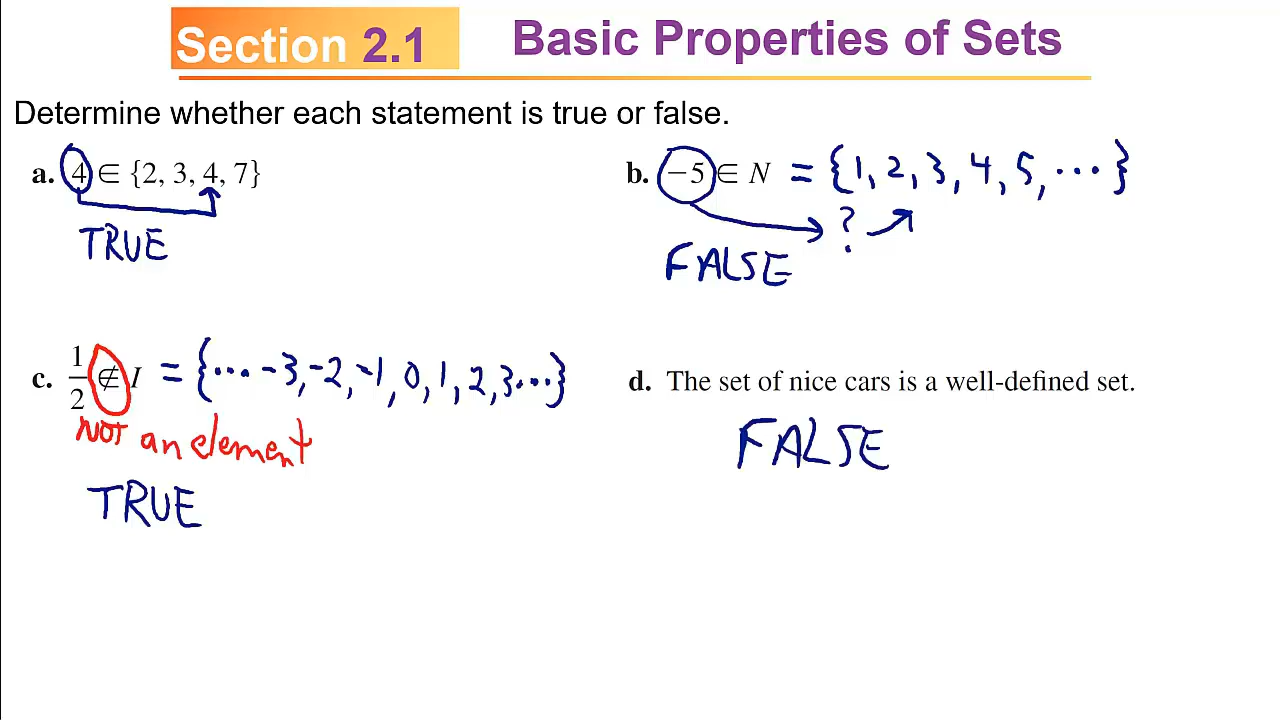 Section 2.1 Basic Properties of Sets
Determine whether each statement is true or false.
a. 4 ∈ {2, 3, 4, 7}
TRUE
b. −5 ∈ N = {1, 2, 3, 4, 5, ...}
?
FALSE
c. 1/2 ∉ I = {.... -3, -2, -1, 0, 1, 2, 3...}
NOT an element
TRUE
d. The set of nice cars is a well-defined set.
FALSE